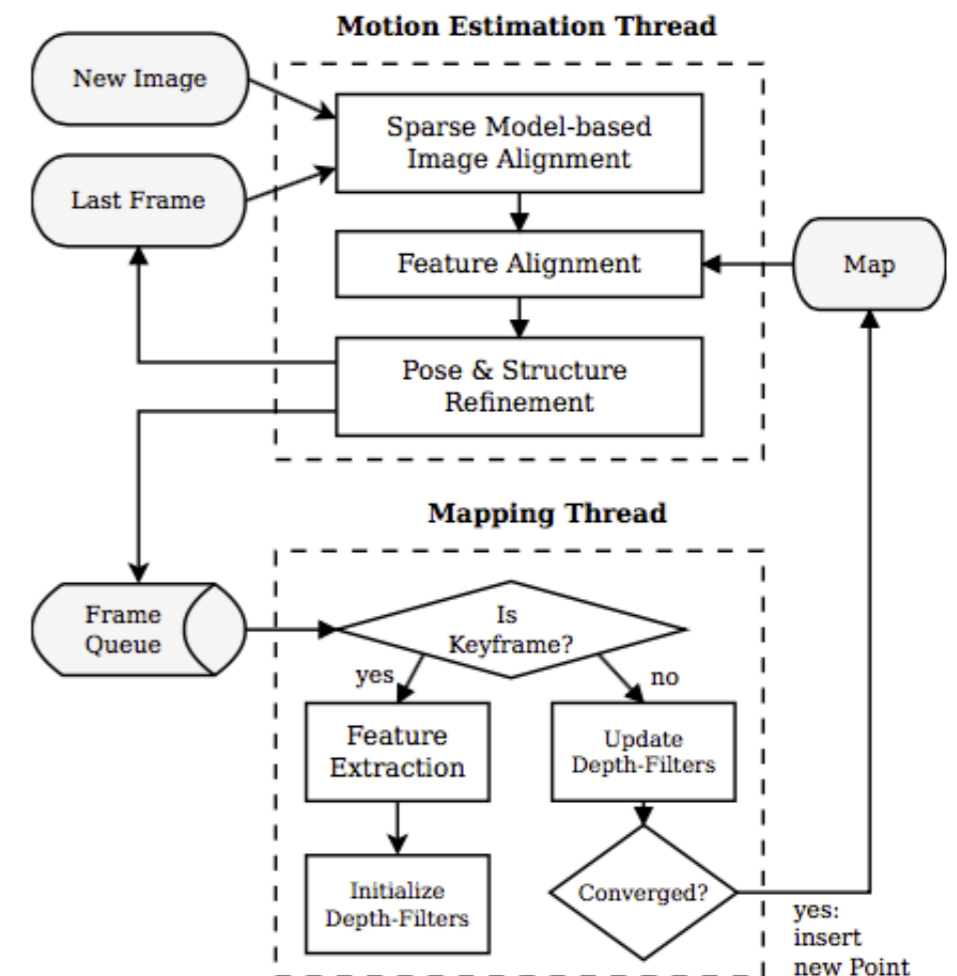 Motion Estimation Thread
New Image
Sparse Model-based
Image Alignment
Last Frame
Feature Alignment
Map
Pose & Structure
Refinement
Mapping Thread
Frame
Queue
Is
Keyframe?
yes
no
Feature
Extraction
Update
Depth-Filters
Initialize
Depth-Filters
Converged?
yes:
insert
new Point